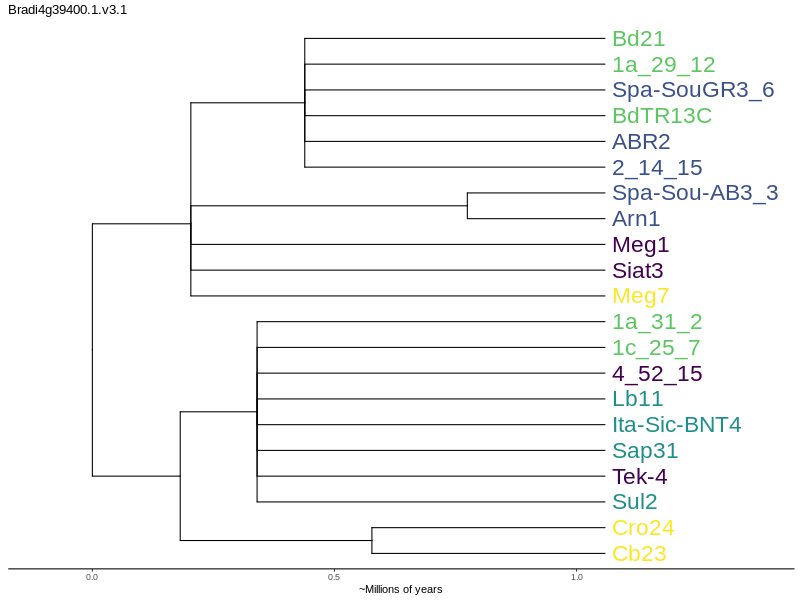 Bradi4g39400.1.v3.1
Bd21
1a_29_12
Spa-SouGR3_6
BdTR13C
ABR2
2_14_15
Spa-Sou-AB3_3
Arn1
Meg1
Siat3
Meg7
1a_31_2
1c_25_7
4_52_15
Lb11
Ita-Sic-BNT4
Sap31
Tek-4
Sul2
Cro24
Cb23
0.0 0.5 1.0
~Millions of years